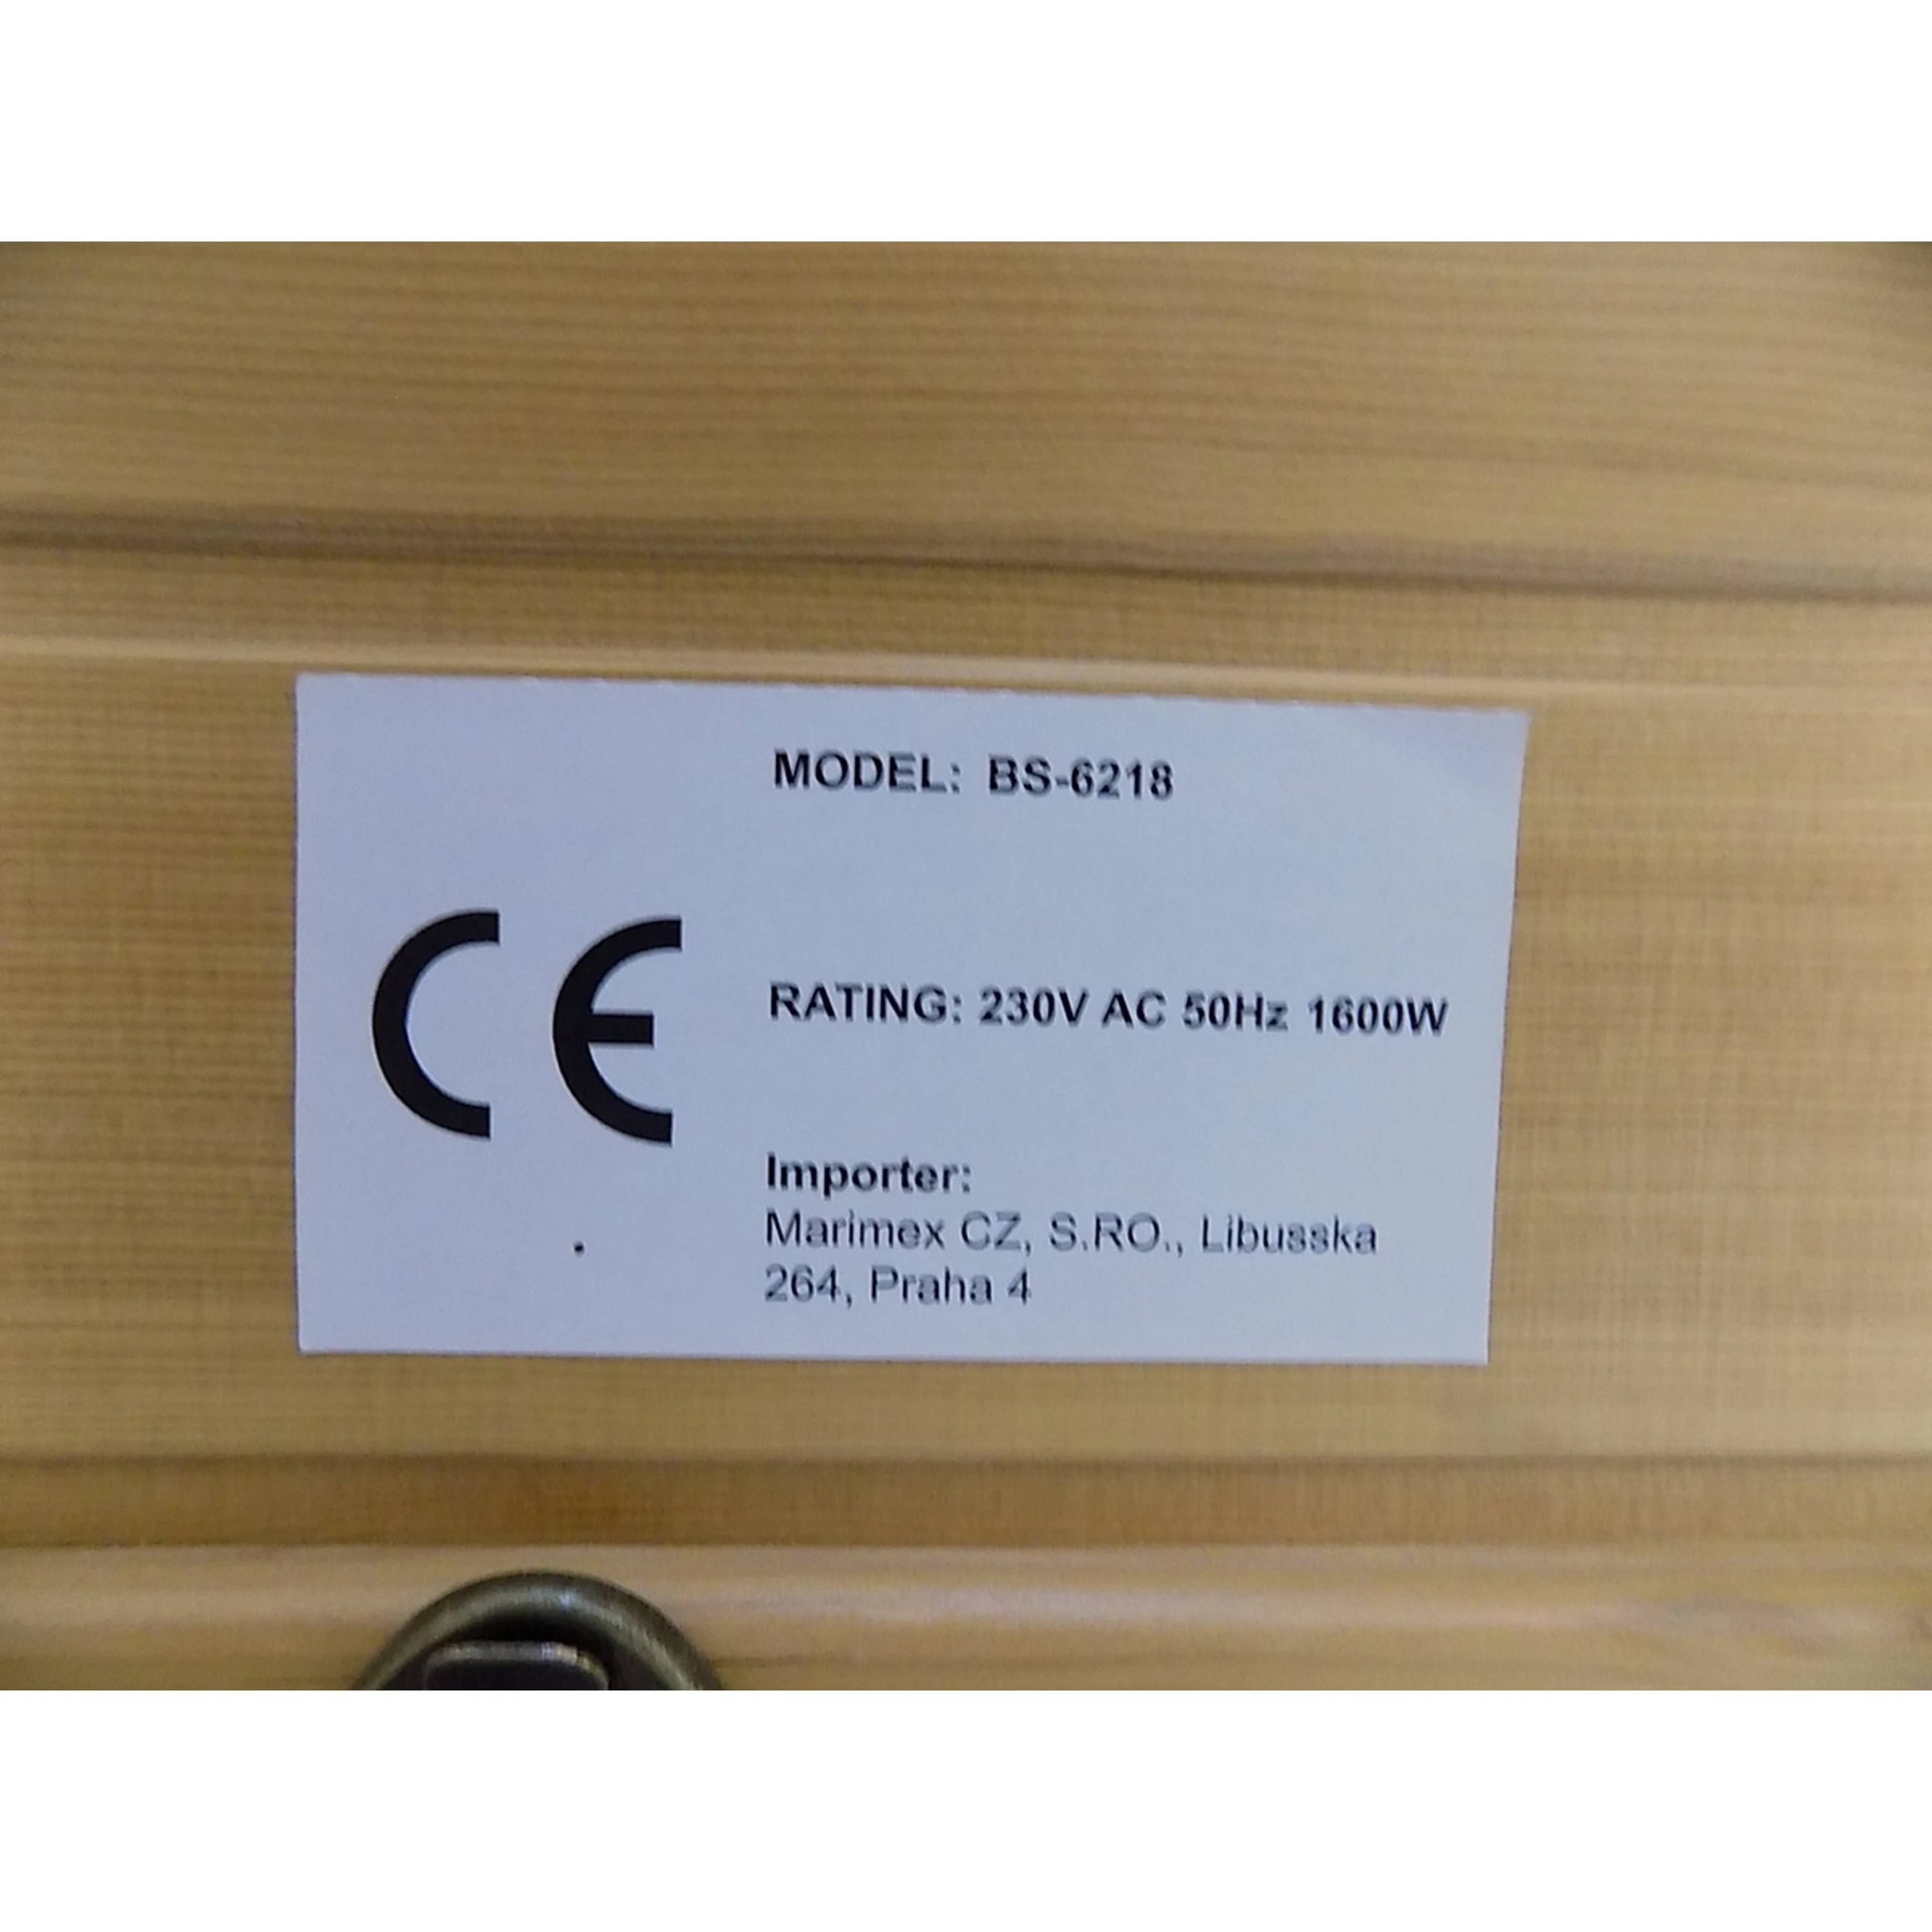 MODEL: BS-6218
CE
RATING: 230V AC 50Hz 1600W
Importer:
Marimex CZ, S.RO., Libusska
264, Praha 4